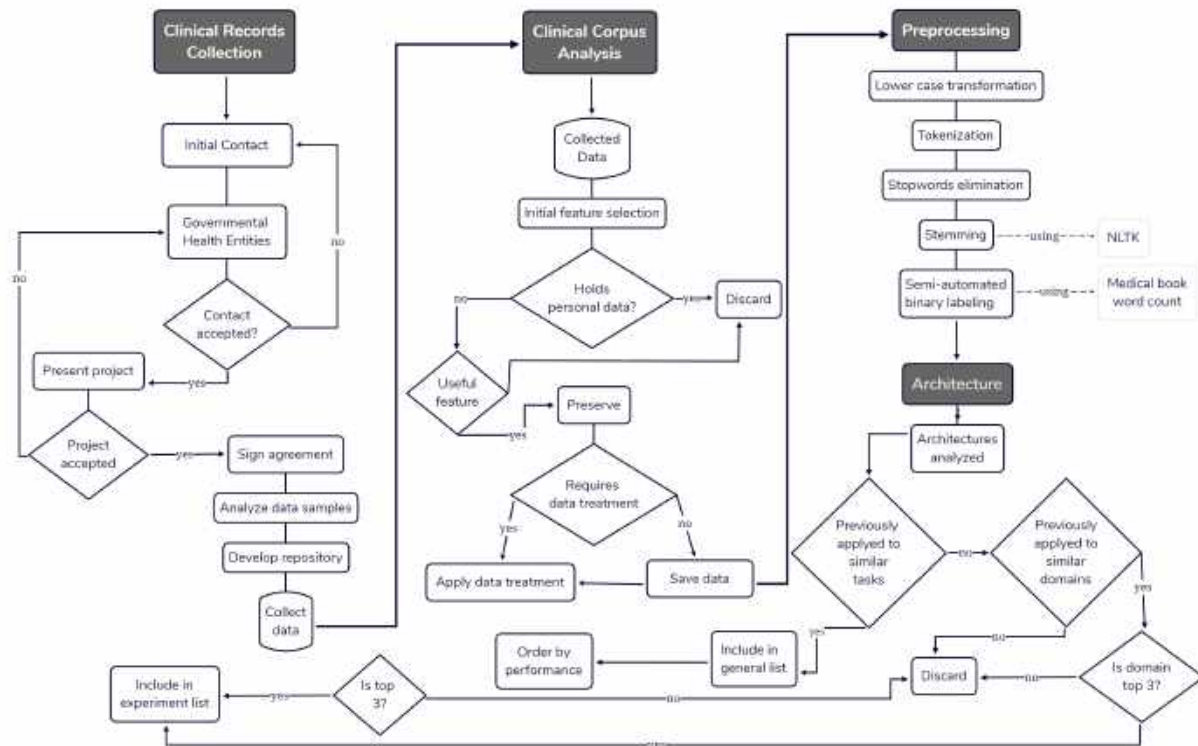 Clinical Records
Collection
Initial Contact
Governmental
Health Entities
no
no
Contact
accepted?
yes
Present project
Project
accepted
yes
Sign agreement
Analyze data samples
Develop repository
Collect
data
Clinical Corpus
Analysis
Collected
Data
Initial feature selection
Holds
personal data?
no
yes
Discard
Useful
feature
yes
Preserve
Requires
data treatment
yes
no
Apply data treatment
Save data
Preprocessing
Lower case transformation
Tokenization
Stopwords elimination
Stemming
using
NLTK
Semi-automated
binary labeling
using
Medical book
word count
Architecture
Architectures
analyzed
Previously
applyed to
similar
tasks
no
Previously
applyed to
similar
domains
yes
yes
no
Include in
general list
Order by
performance
Discard
Is domain
top 3?
no
Is top
3?
no
yes
Include in
experiment list